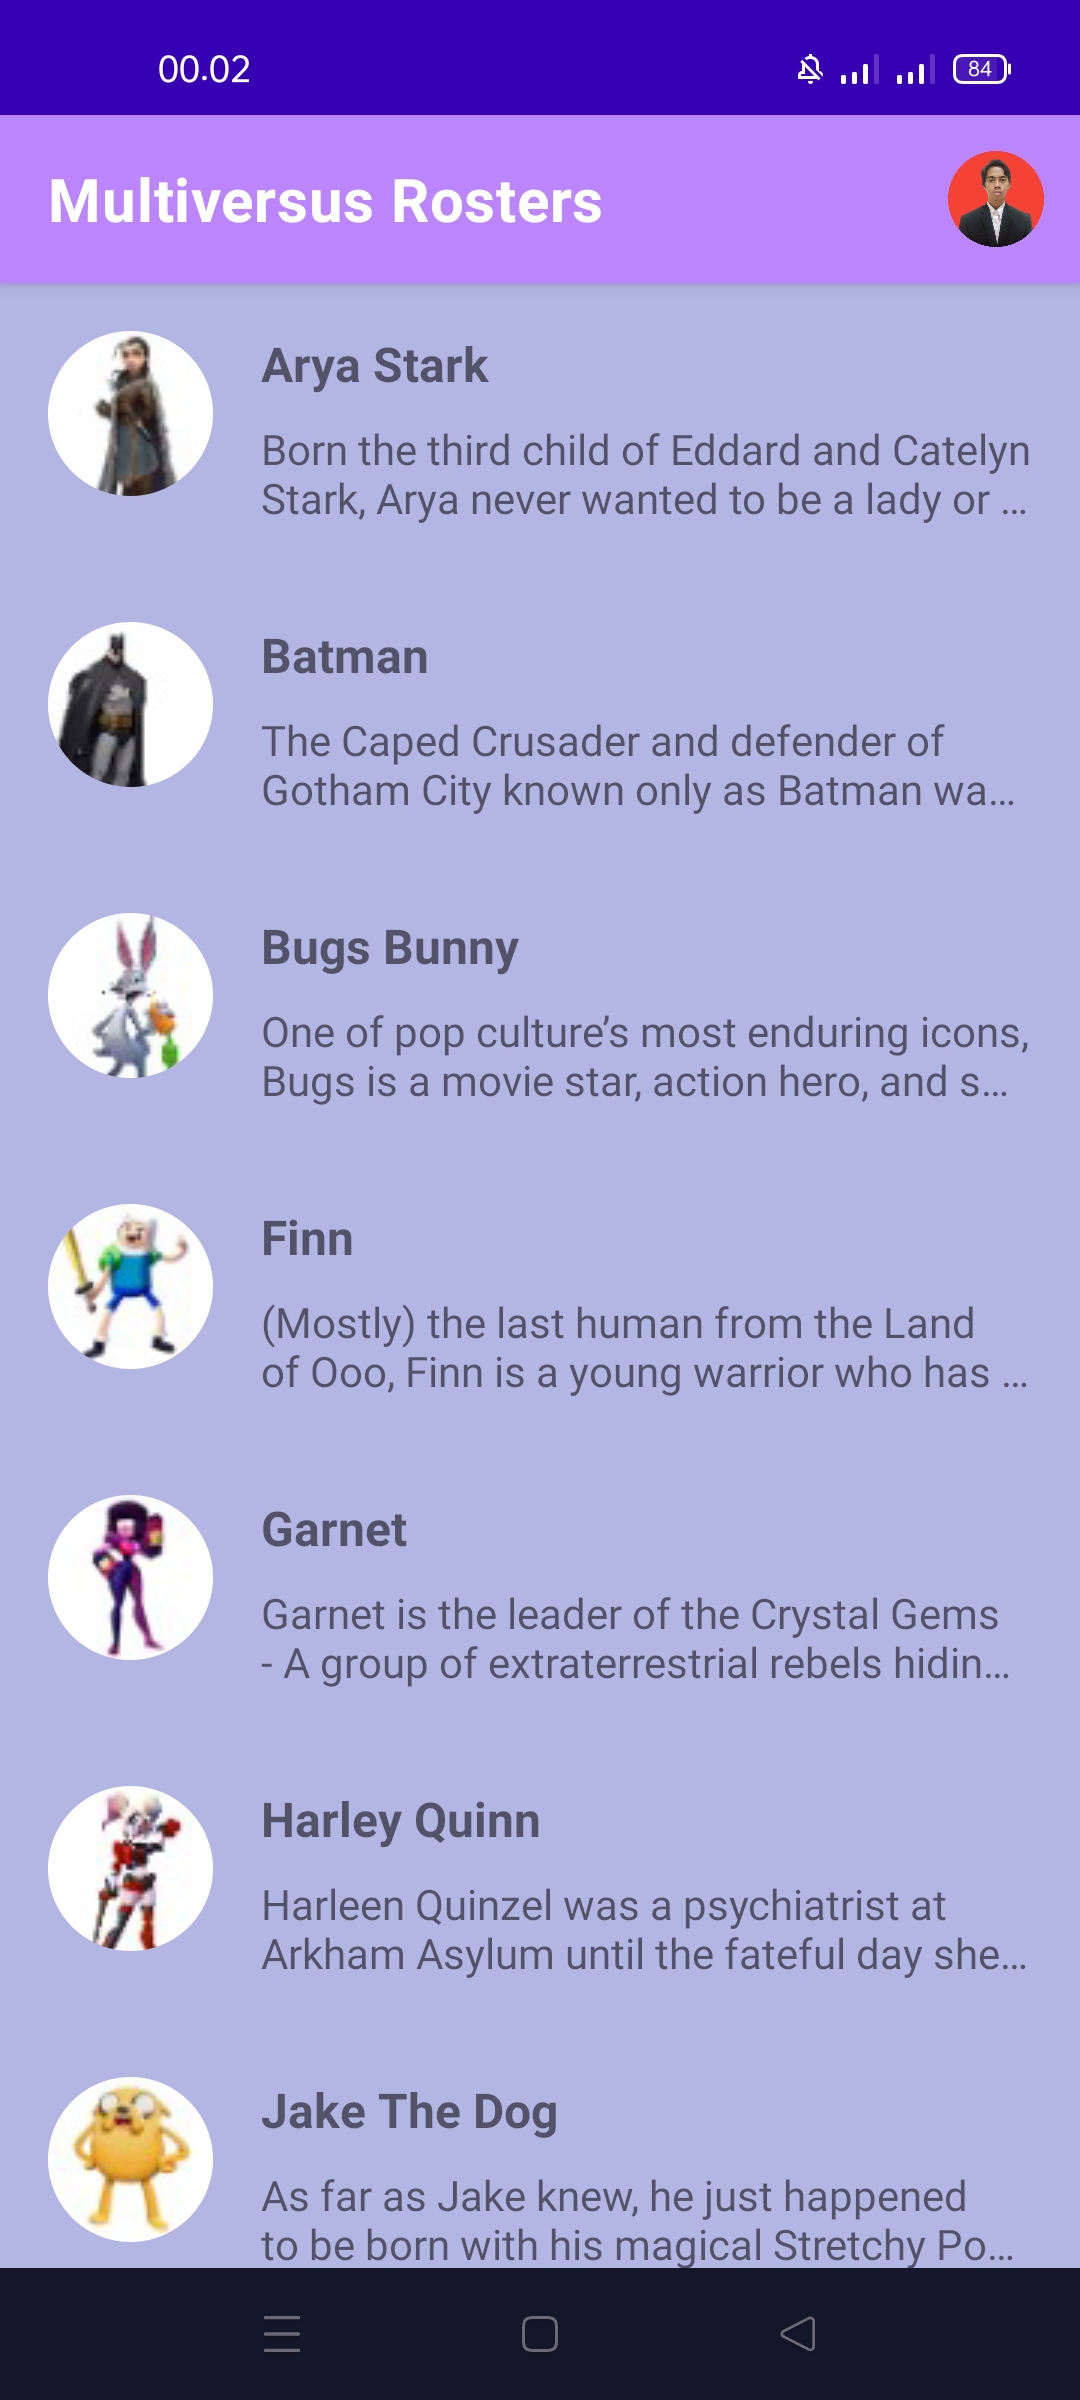 00.02
84
Multiversus Rosters
Arya Stark
Born the third child of Eddard and Catelyn
Stark, Arya never wanted to be a lady or ...
Batman
The Caped Crusader and defender of
Gotham City known only as Batman wa...
Bugs Bunny
One of pop culture’s most enduring icons,
Bugs is a movie star, action hero, and s...
Finn
(Mostly) the last human from the Land
of Ooo, Finn is a young warrior who has ...
Garnet
Garnet is the leader of the Crystal Gems
- A group of extraterrestrial rebels hidin...
Harley Quinn
Harleen Quinzel was a psychiatrist at
Arkham Asylum until the fateful day she...
Jake The Dog
As far as Jake knew, he just happened
to be born with his magical Stretchy Po...